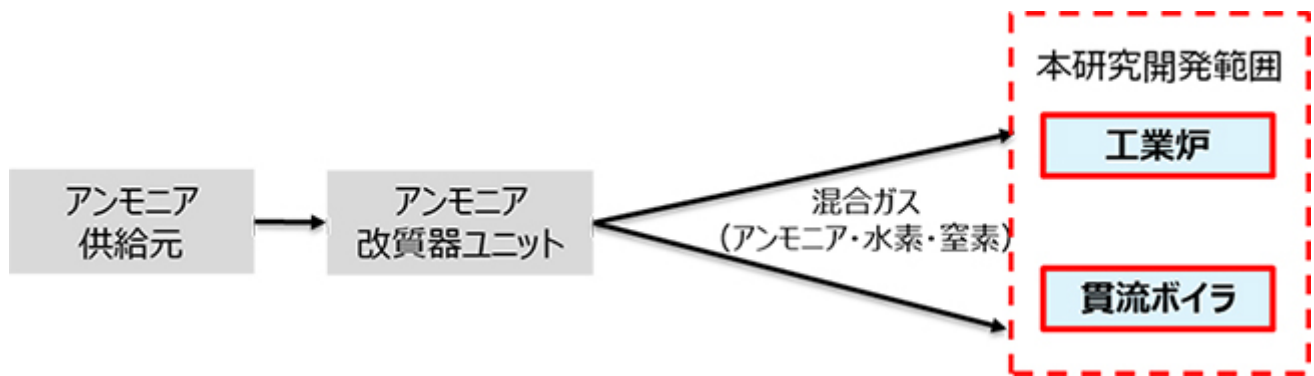 アンモニア
供給元
アンモニア
改質器ユニット
混合ガス
（アンモニア・水素・窒素）
本研究開発範囲
工業炉
貫流ボイラ